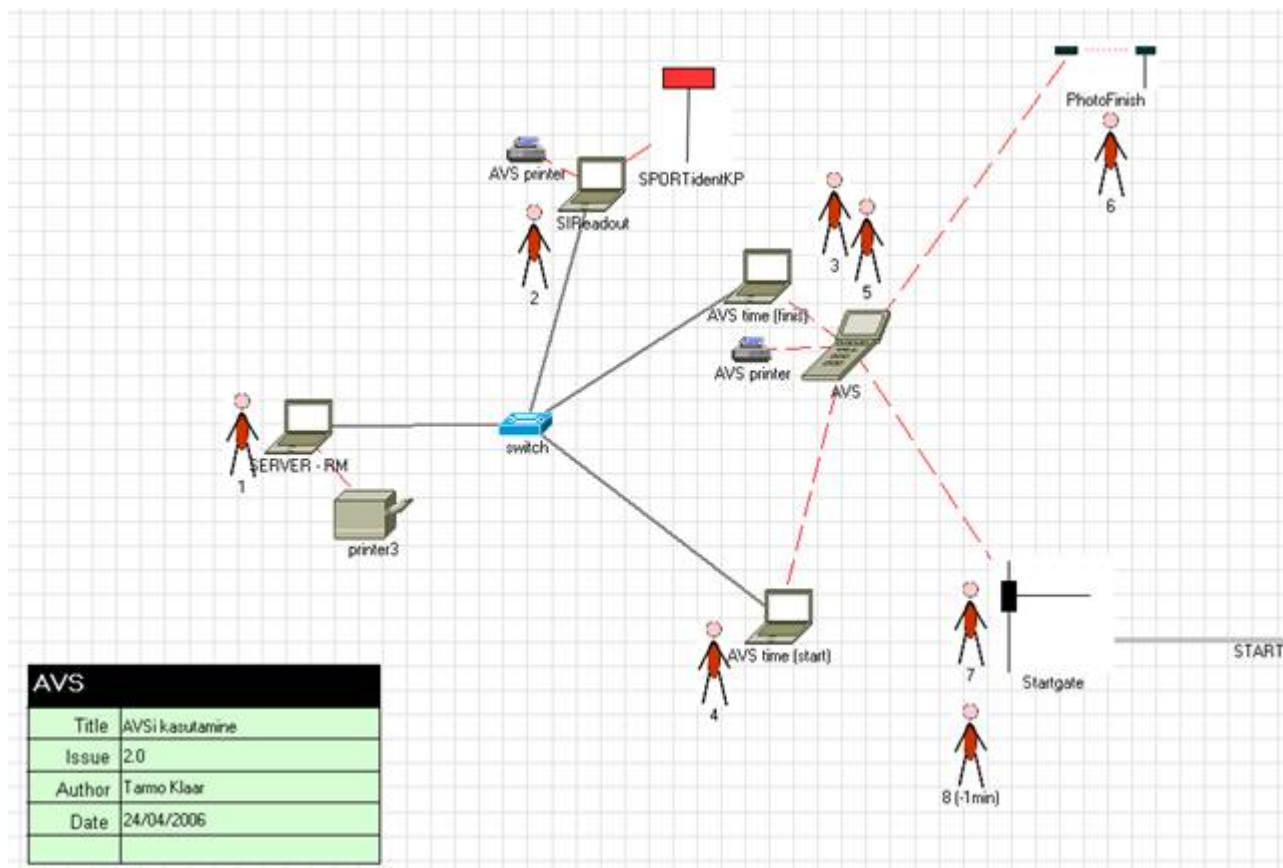 PhotoFinish
6
AVS printer
SPORTidentKP
SIReadout
2
3
5
AVS time (finis)
AVS printer
AVS
1
SERVER - RM
switch
printer3
AVS time (start)
4
7
Startgate
START
8 (-1min)
AVS
Title AVSi kasutamine
Issue 2.0
Author Tarmo Klaar
Date 24/04/2006